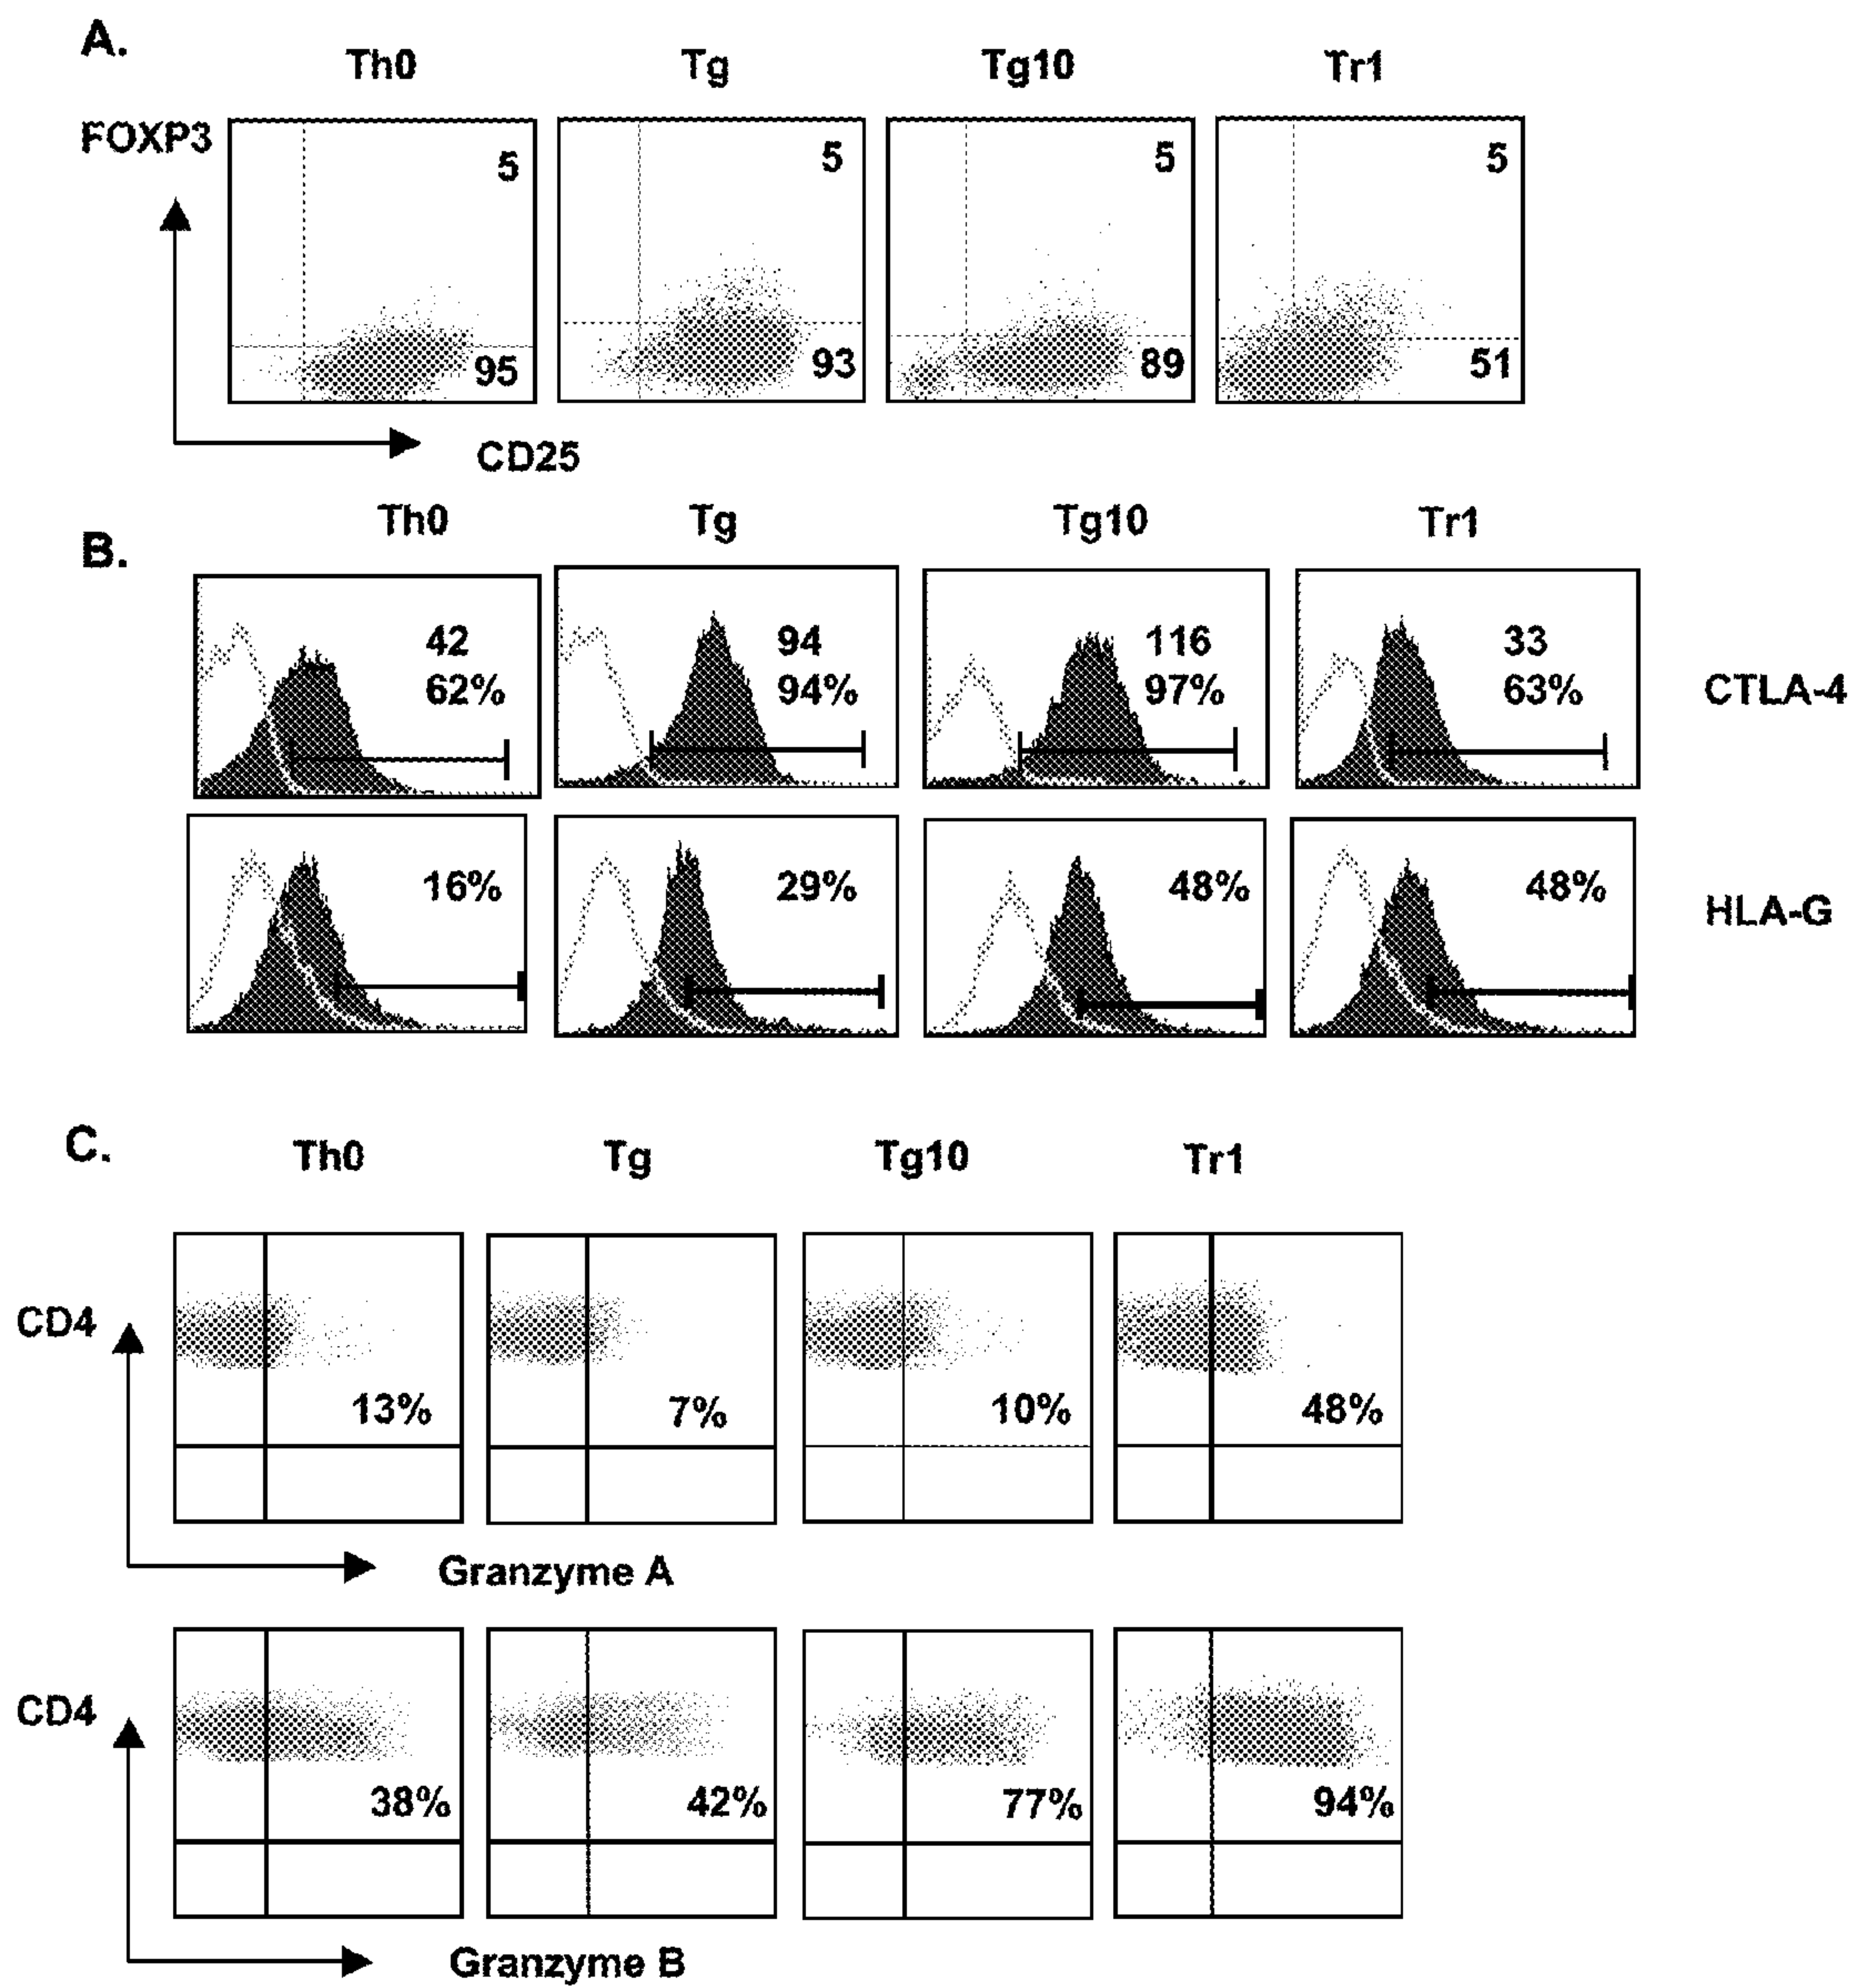 A.
Th0 Tg Tg10 Tr1
FOXP3
5 5 5 5
95 93 89 51
CD25
B.
Th0 Tg Tg10 Tr1
42 94 116 33
62% 94% 97% 63%
CTLA-4
16% 29% 48% 48%
HLA-G
C.
Th0 Tg Tg10 Tr1
CD4
13% 7% 10% 48%
Granzyme A
CD4
38% 42% 77% 94%
Granzyme B